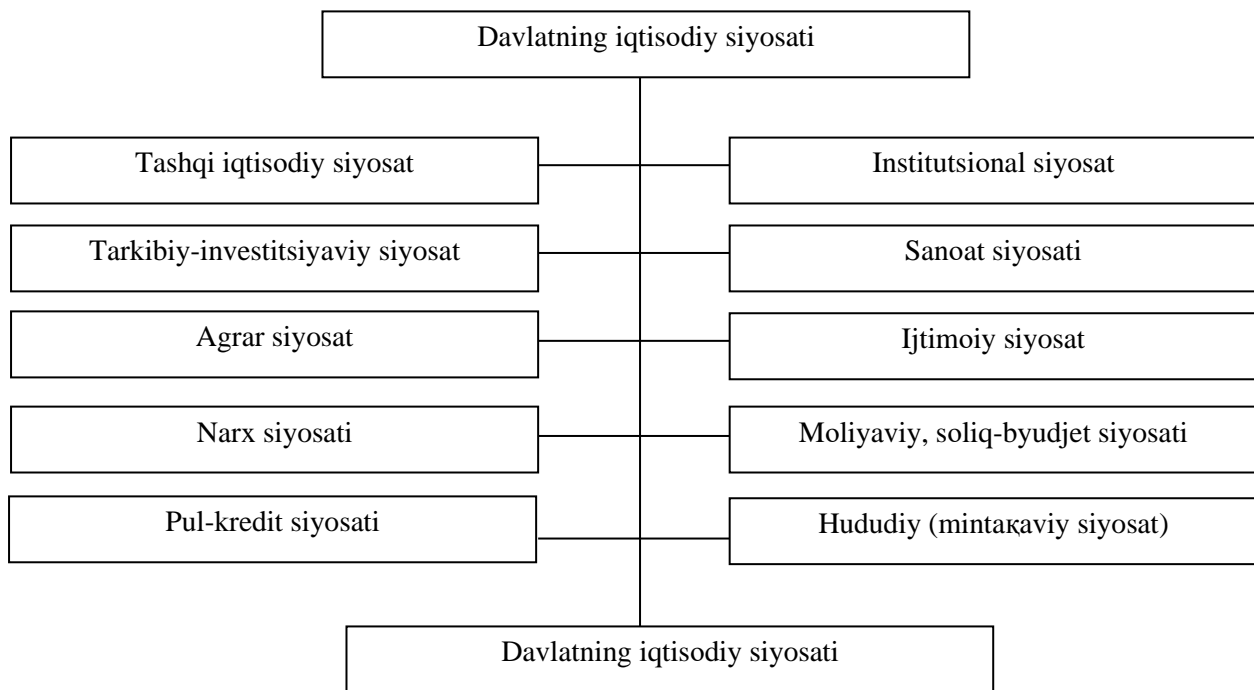 Davlatning iqtisodiy siyosati
Tashqi iqtisodiy siyosat
Institutsional siyosat
Tarkibiy-investitsiyaviy siyosat
Sanoat siyosati
Agrar siyosat
Ijtimoiy siyosat
Narx siyosati
Moliyaviy, soliq-byudjet siyosati
Pul-kredit siyosati
Hududiy (mintaқaviy siyosat)
Davlatning iqtisodiy siyosati